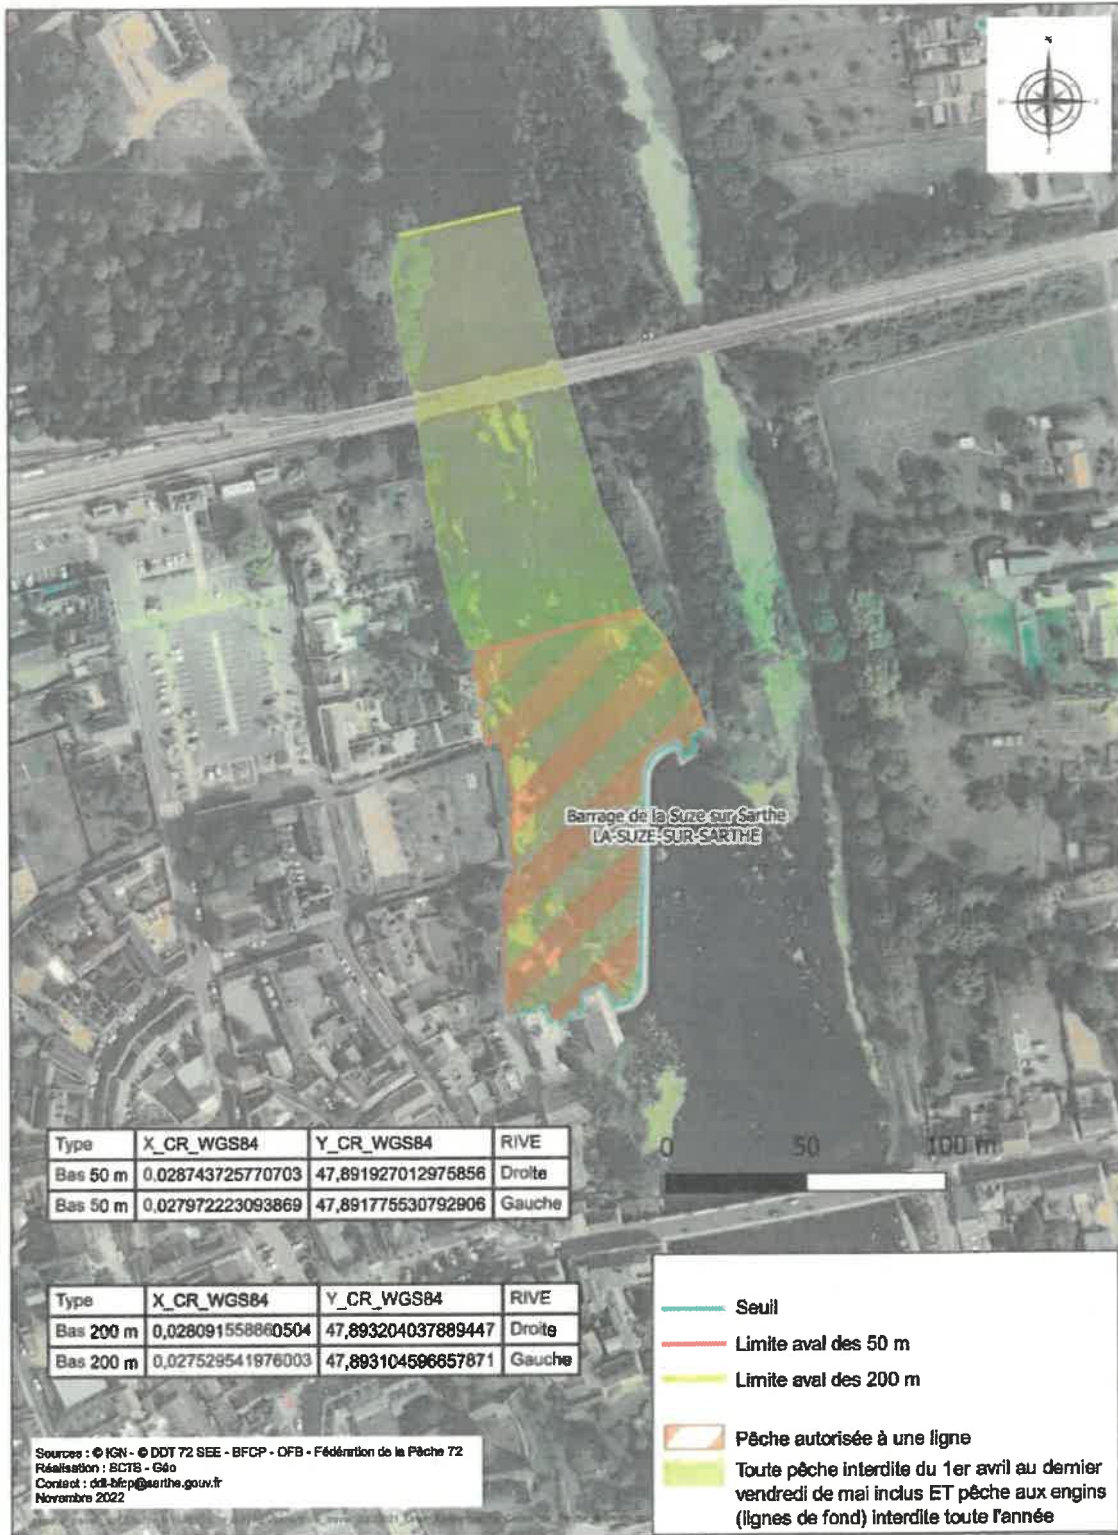 Barrage de la Suze sur Sarthe
LA-SUZE-SUR-SARTHE
0 50 100 m
Type X_CR_WGS84 Y_CR_WGS84 RIVE
Bas 50 m 0,028743725770703 47,891927012975856 Droite
Bas 50 m 0,027972223093869 47,891775530792906 Gauche
Type X_CR_WGS84 Y_CR_WGS84 RIVE
Bas 200 m 0,028091558860504 47,893204037889447 Droite
Bas 200 m 0,027529541976003 47,893104596657871 Gauche
Seuil
Limite aval des 50 m
Limite aval des 200 m
Pêche autorisée à une ligne
Toute pêche interdite du 1er avril au dernier
vendredi de mai inclus ET pêche aux engins
(lignes de fond) interdite toute l'année
Sources : © IGN - © DDT 72 SEE - BFCP - OFB - Fédération de la Pêche 72
Réalisation : SCTS - Géo
Contact : ddt-bfcp@sarthe.gouv.fr
Novembre 2022